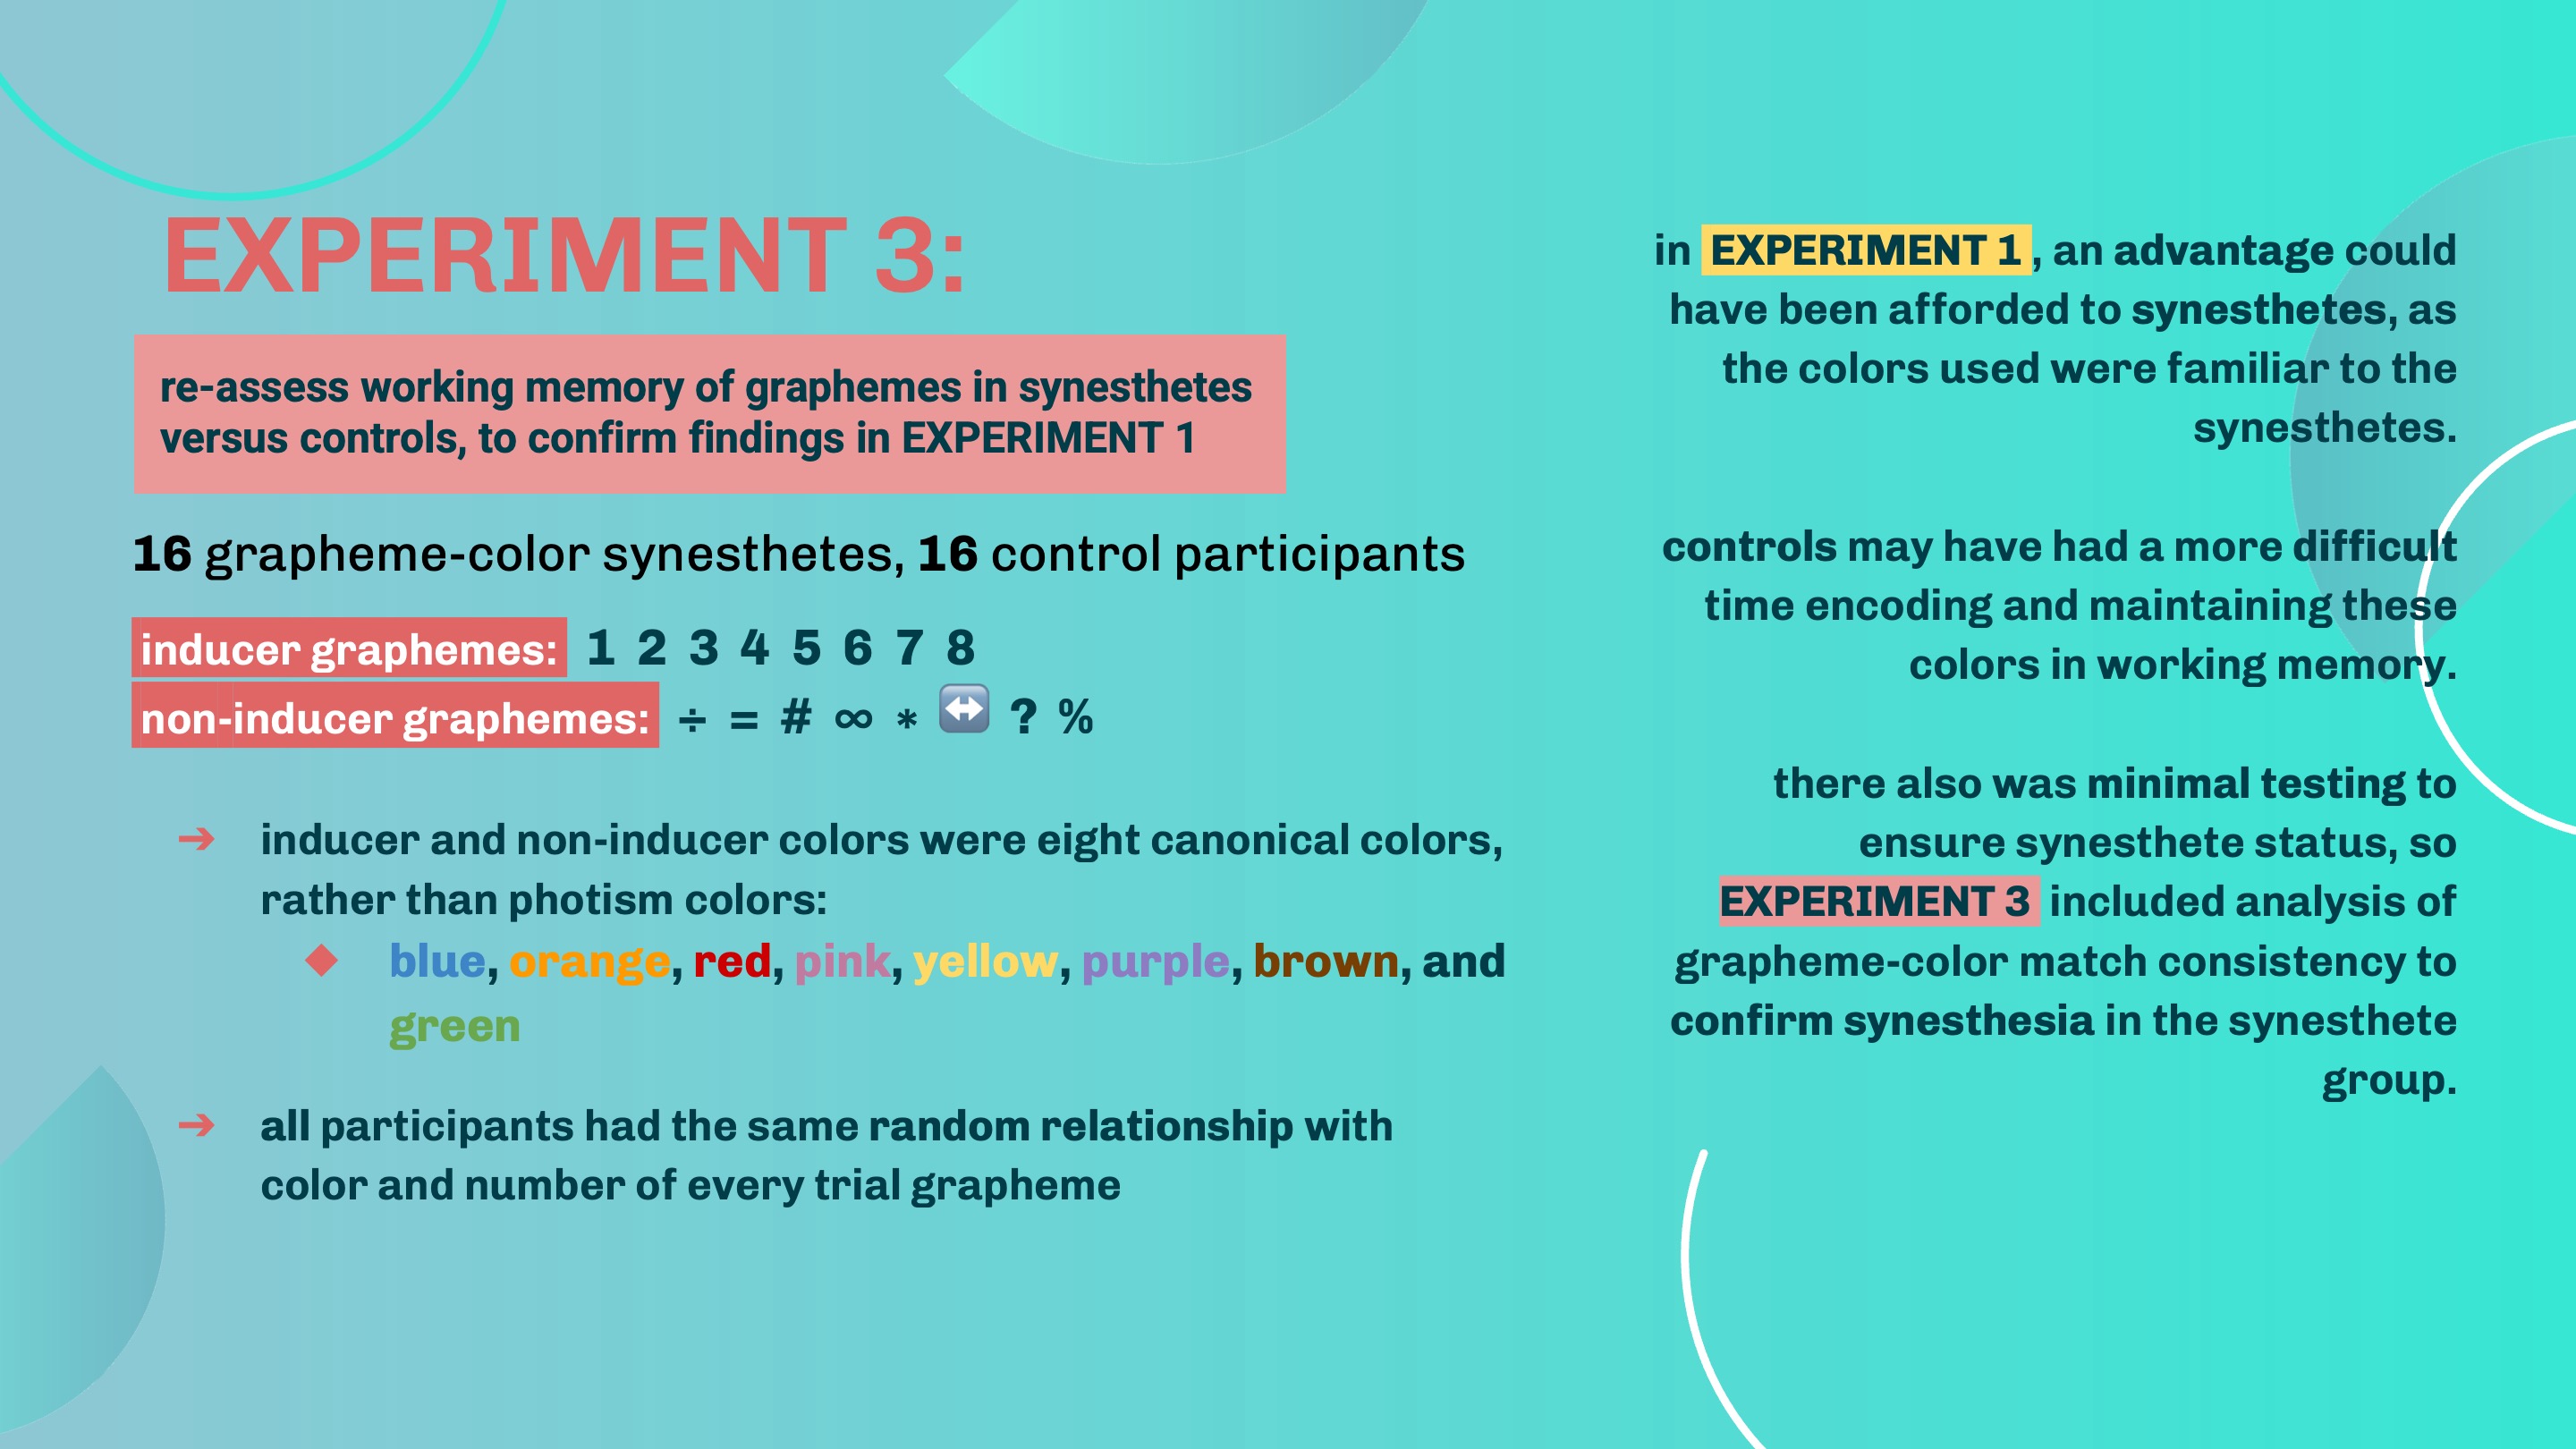 EXPERIMENT 3:
re-assess working memory of graphemes in synesthetes
versus controls, to confirm findings in EXPERIMENT 1
16 grapheme-color synesthetes, 16 control participants
inducer graphemes: 1 2 3 4 5 6 7 8
non-inducer graphemes: ÷ = # ∞ * ↔️ ? %
➔ inducer and non-inducer colors were eight canonical colors,
rather than photism colors:
◆ blue, orange, red, pink, yellow, purple, brown, and
green
➔ all participants had the same random relationship with
color and number of every trial grapheme
in EXPERIMENT 1, an advantage could
have been afforded to synesthetes, as
the colors used were familiar to the
synesthetes.
controls may have had a more difficult
time encoding and maintaining these
colors in working memory.
there also was minimal testing to
ensure synesthete status, so
EXPERIMENT 3 included analysis of
grapheme-color match consistency to
confirm synesthesia in the synesthete
group.